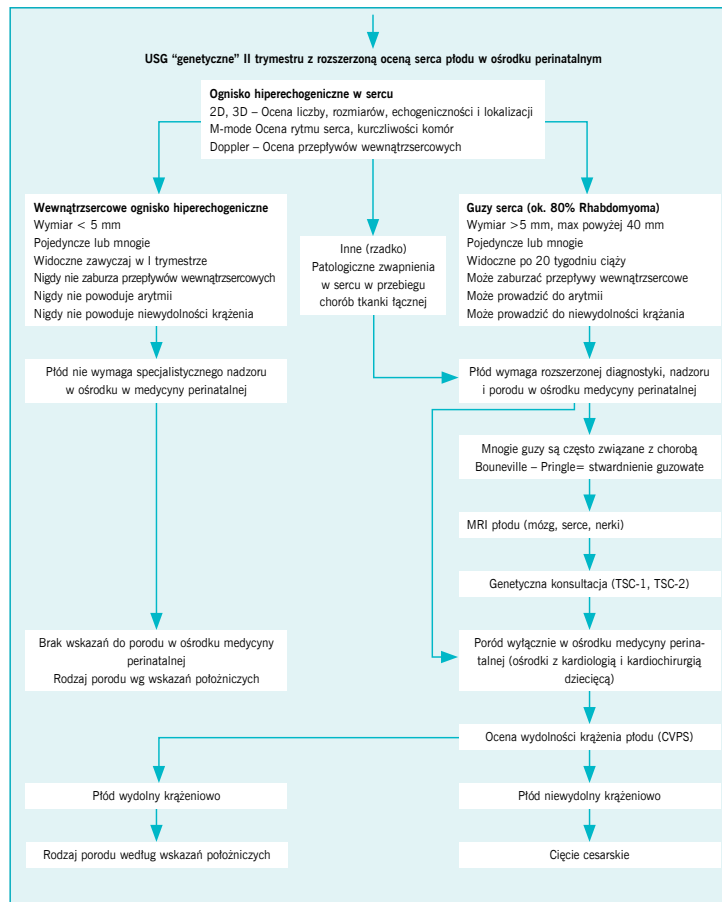 USG “genetyczne” II trymestru z rozszerzoną oceną serca płodu w ośrodku perinatalnym
Ognisko hiperechogeniczne w sercu
2D, 3D – Ocena liczby, rozmiarów, echogeniczności i lokalizacji
M-mode Ocena rytmu serca, kurczliwości komór
Doppler – Ocena przepływów wewnątrzsercowych
Wewnątrzsercowe ognisko hiperechogeniczne
Wymiar < 5 mm
Pojedyncze lub mnogie
Widoczne zawyczaj w I trymestrze
Nigdy nie zaburza przepływów wewnątrzsercowych
Nigdy nie powoduje arytmii
Nigdy nie powoduje niewydolności krążenia
Inne (rzadko)
Patologiczne zwapnienia
w sercu w przebiegu
chorób tkanki łącznej
Guzy serca (ok. 80% Rhabdomyoma)
Wymiar >5 mm, max powyżej 40 mm
Pojedyncze lub mnogie
Widoczne po 20 tygodniu ciąży
Może zaburzać przepływy wewnątrzsercowe
Może prowadzić do arytmii
Może prowadzić do niewydolności krążania
Płód nie wymaga specjalistycznego nadzoru
w ośrodku w medycyny perinatalnej
Płód wymaga rozszerzonej diagnostyki, nadzoru
i porodu w ośrodku medycyny perinatalnej
Mnogie guzy są często związane z chorobą
Bouneville – Pringle= stwardnienie guzowate
MRI płodu (mózg, serce, nerki)
Genetyczna konsultacja (TSC-1, TSC-2)
Brak wskazań do porodu w ośrodku medycyny
perinatalnej
Rodzaj porodu wg wskazań położniczych
Poród wyłącznie w ośrodku medycyny perina-
talnej (ośrodki z kardiologią i kardiochirurgią
dziecięcą)
Ocena wydolności krążenia płodu (CVPS)
Płód wydolny krążeniowo
Płód niewydolny krążeniowo
Rodzaj porodu według wskazań położniczych
Cięcie cesarskie